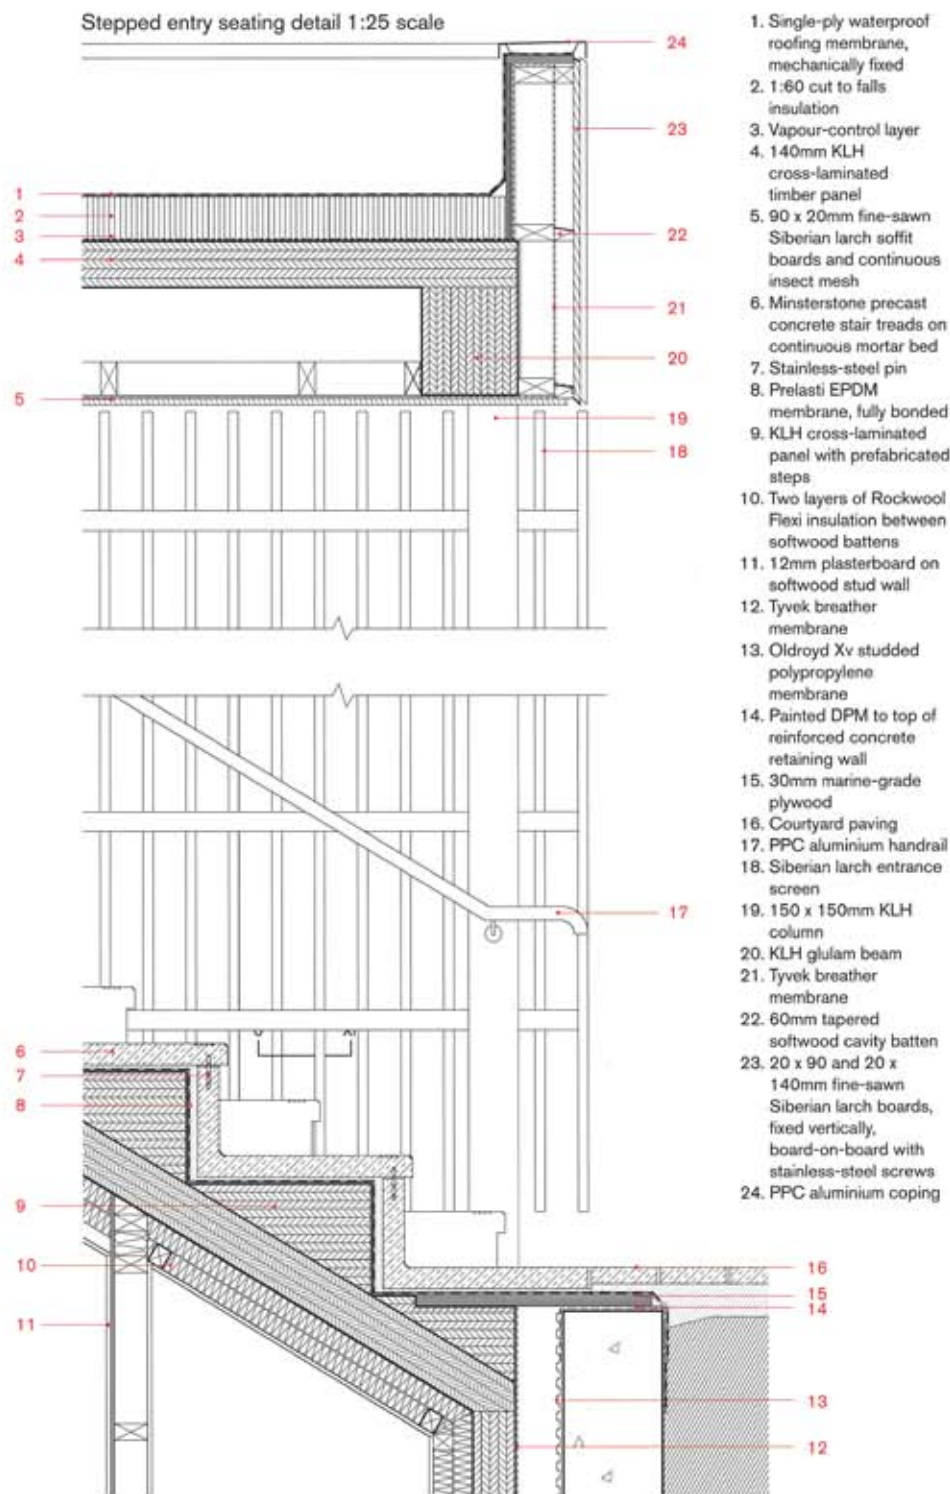 Stepped entry seating detail 1:25 scale
24
23
1
2
3
22
4
21
20
5
19
18
17
6
7
8
9
10
16
15
14
11
13
12
1. Single-ply waterproof
roofing membrane,
mechanically fixed
2. 1:60 cut to falls
insulation
3. Vapour-control layer
4. 140mm KLH
cross-laminated
timber panel
5. 90 x 20mm fine-sawn
Siberian larch soffit
boards and continuous
insect mesh
6. Minsterstone precast
concrete stair treads on
continuous mortar bed
7. Stainless-steel pin
8. Prelasti EPDM
membrane, fully bonded
9. KLH cross-laminated
panel with prefabricated
steps
10. Two layers of Rockwool
Flexi insulation between
softwood battens
11. 12mm plasterboard on
softwood stud wall
12. Tyvek breather
membrane
13. Oldroyd Xv studded
polypropylene
membrane
14. Painted DPM to top of
reinforced concrete
retaining wall
15. 30mm marine-grade
plywood
16. Courtyard paving
17. PPC aluminium handrail
18. Siberian larch entrance
screen
19. 150 x 150mm KLH
column
20. KLH glulam beam
21. Tyvek breather
membrane
22. 60mm tapered
softwood cavity batten
23. 20 x 90 and 20 x
140mm fine-sawn
Siberian larch boards,
fixed vertically,
board-on-board with
stainless-steel screws
24. PPC aluminium coping